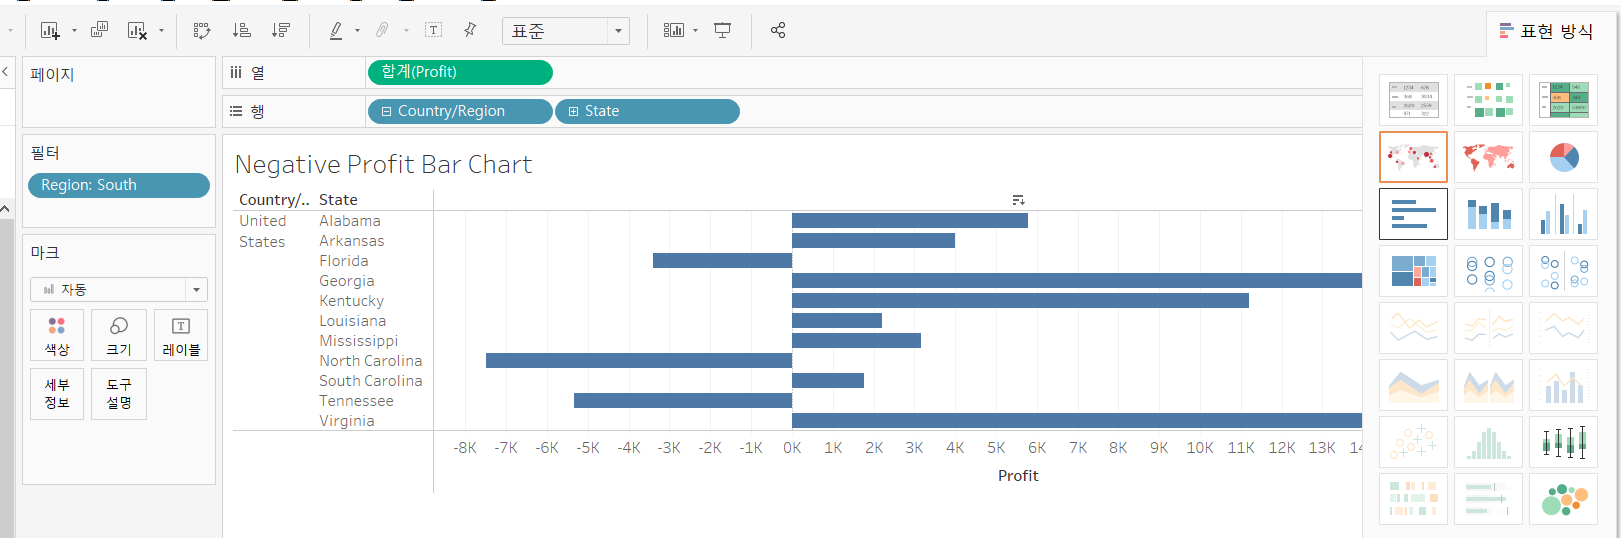 표준
표현 방식
페이지
iii 열
합계(Profit)
행
Country/Region
State
필터
Region: South
마크
자동
색상
크기
레이블
세부
정보
도구
설명
Negative Profit Bar Chart
Country/..
State
United
States
Alabama
Arkansas
Florida
Georgia
Kentucky
Louisiana
Mississippi
North Carolina
South Carolina
Tennessee
Virginia
-8K -7K -6K -5K -4K -3K -2K -1K 0K 1K 2K 3K 4K 5K 6K 7K 8K 9K 10K 11K 12K 13K
Profit